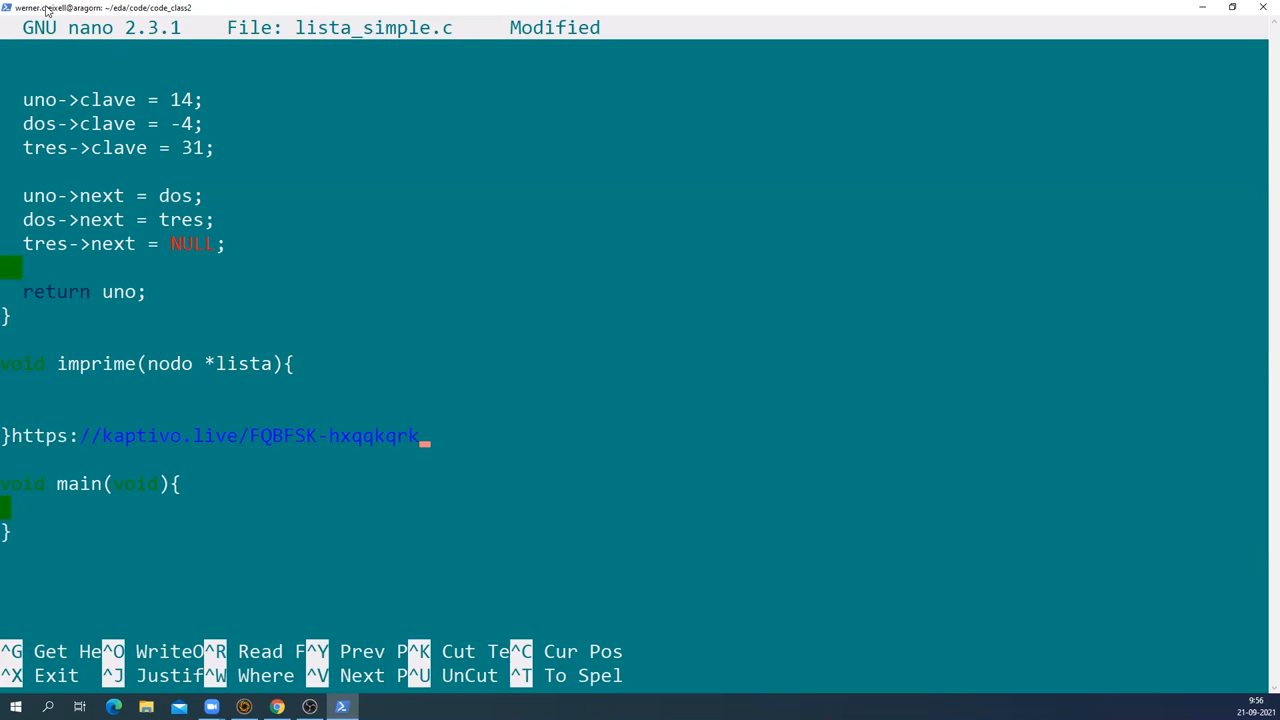 ~/eda/code/code_class2
GNU nano 2.3.1 File: lista_simple.c Modified
uno->clave = 14;
dos->clave = -4;
tres->clave = 31;
uno->next = dos;
dos->next = tres;
tres->next = NULL;
return uno;
}
void imprime(nodo *lista){
}https://kaptivo.live/FQBFSK-hxqqkqrk
void main(void){
}
^G Get He^O WriteO^R Read F^Y Prev P^K Cut Te^C Cur Pos
^X Exit ^J Justif^W Where ^V Next P^U UnCut ^T To Spel
9:56
21-09-2021